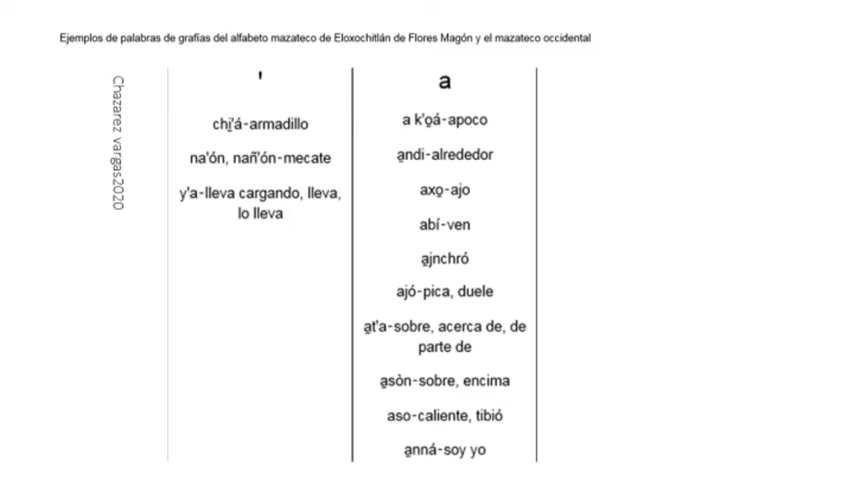 Ejemplos de palabras de grafías del alfabeto mazateco de Eloxochitlán de Flores Magón y el mazateco occidental
Chazarez vargas2020
'
chi̱'á-armadillo
na'ón, nañ'ón-mecate
y'a-lleva cargando, lleva,
lo lleva
a
a k'o̱á-apoco
a̱ndi-alrededor
axo̱-ajo
abí-ven
a̱jnchró
ajó-pica, duele
a̱t'a-sobre, acerca de, de
parte de
a̱sòn-sobre, encima
aso-caliente, tibió
a̱nná-soy yo